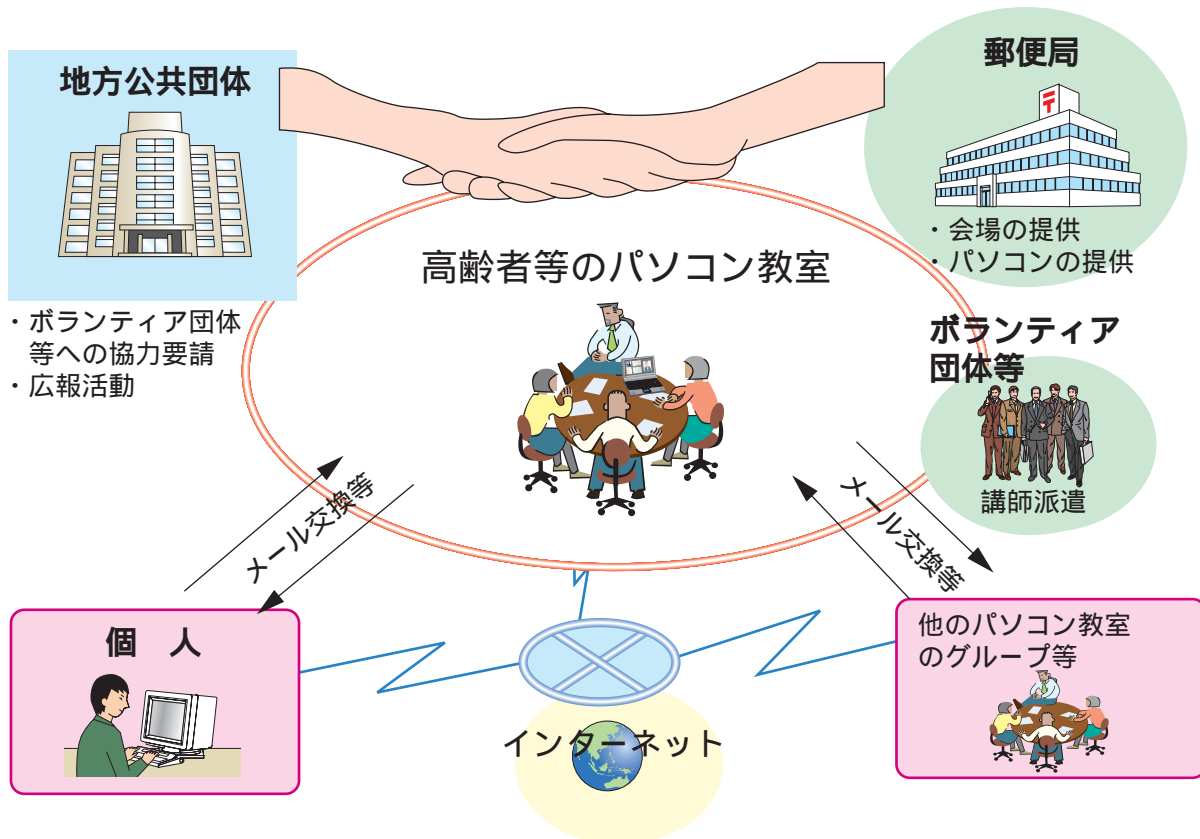 地方公共団体
・ボランティア団体
等への協力要請
・広報活動
郵便局
〒
・会場の提供
・パソコンの提供
高齢者等のパソコン教室
ボランティア
団体等
講師派遣
メール交換等
メール交換等
個 人
インターネット
他のパソコン教室
のグループ等